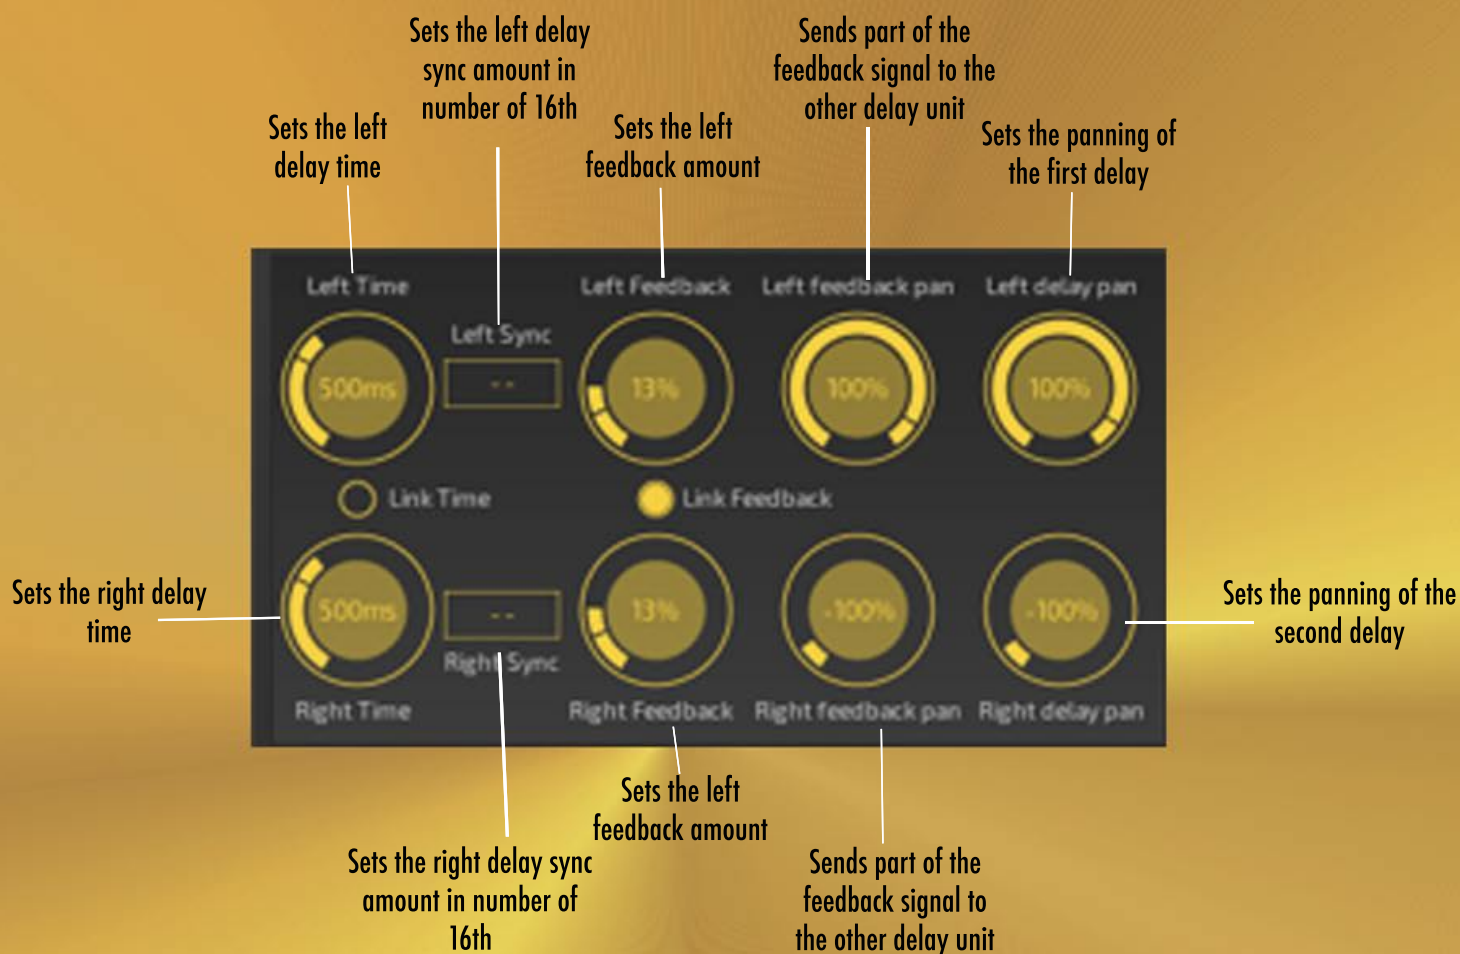 Sets the left delay
sync amount in
number of 16th
Sends part of the
feedback signal to the
other delay unit
Sets the left
delay time
Sets the left
feedback amount
Sets the panning of
the first delay
Left Time
Left Sync
Left Feedback
Left feedback pan
Left delay pan
500ms
--
13%
100%
100%
Link Time
Link Feedback
Sets the right delay
time
500ms
--
13%
-100%
-100%
Sets the panning of the
second delay
Right Sync
Right Time
Right Feedback
Right feedback pan
Right delay pan
Sets the left
feedback amount
Sets the right delay sync
amount in number of
16th
Sends part of the
feedback signal to
the other delay unit